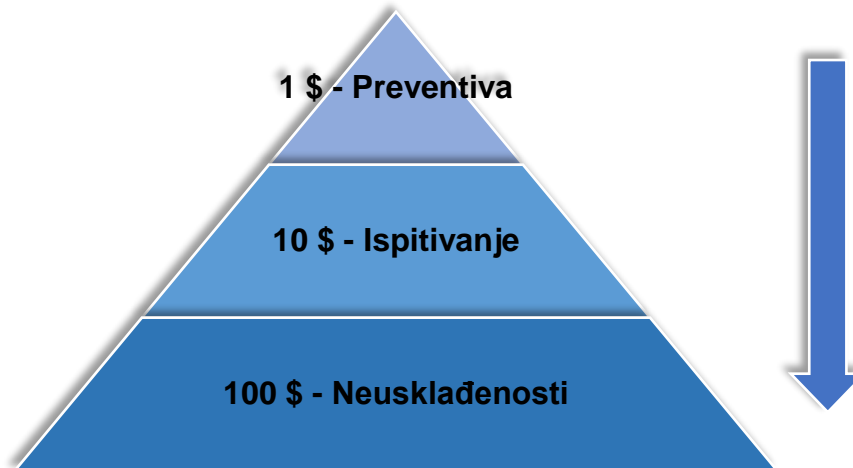 1 $ - Preventiva
10 $ - Ispitivanje
100 $ - Neusklađenosti